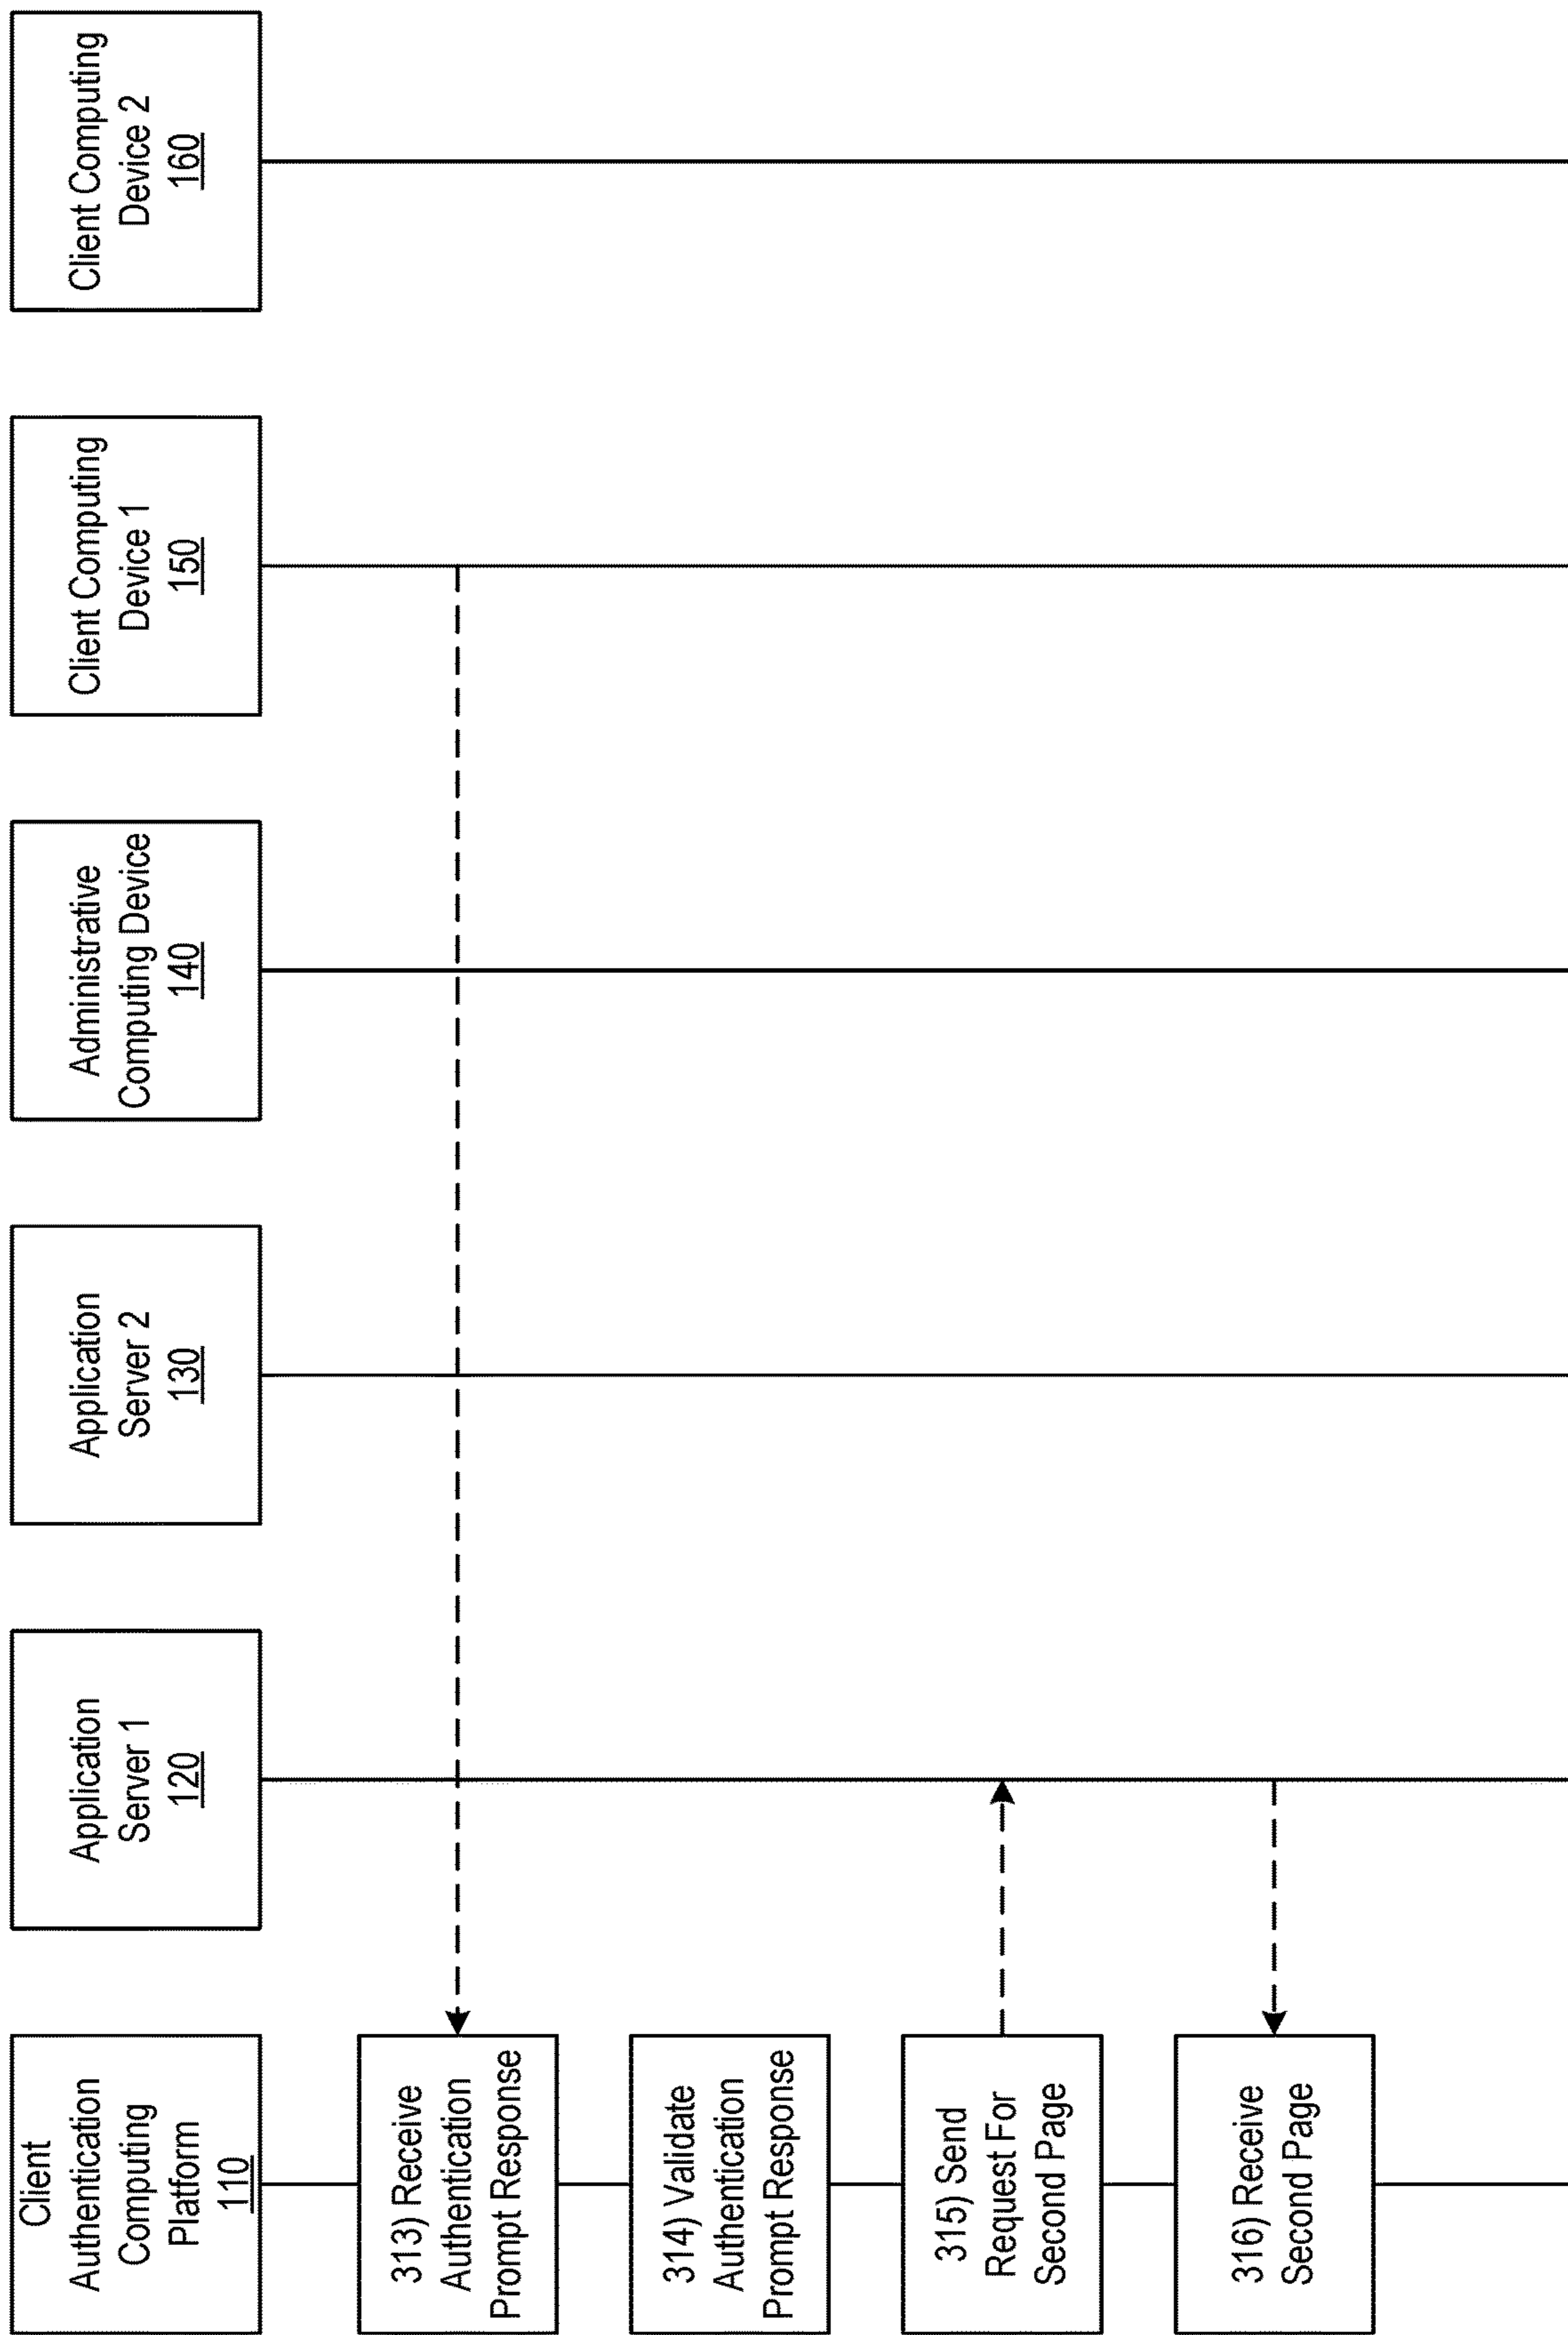 Client
Authentication
Computing
Platform
110
Application
Server 1
120
Application
Server 2
130
Administrative
Computing Device
140
Client Computing
Device 1
150
Client Computing
Device 2
160
313) Receive
Authentication
Prompt Response
314) Validate
Authentication
Prompt Response
315) Send
Request For
Second Page
316) Receive
Second Page